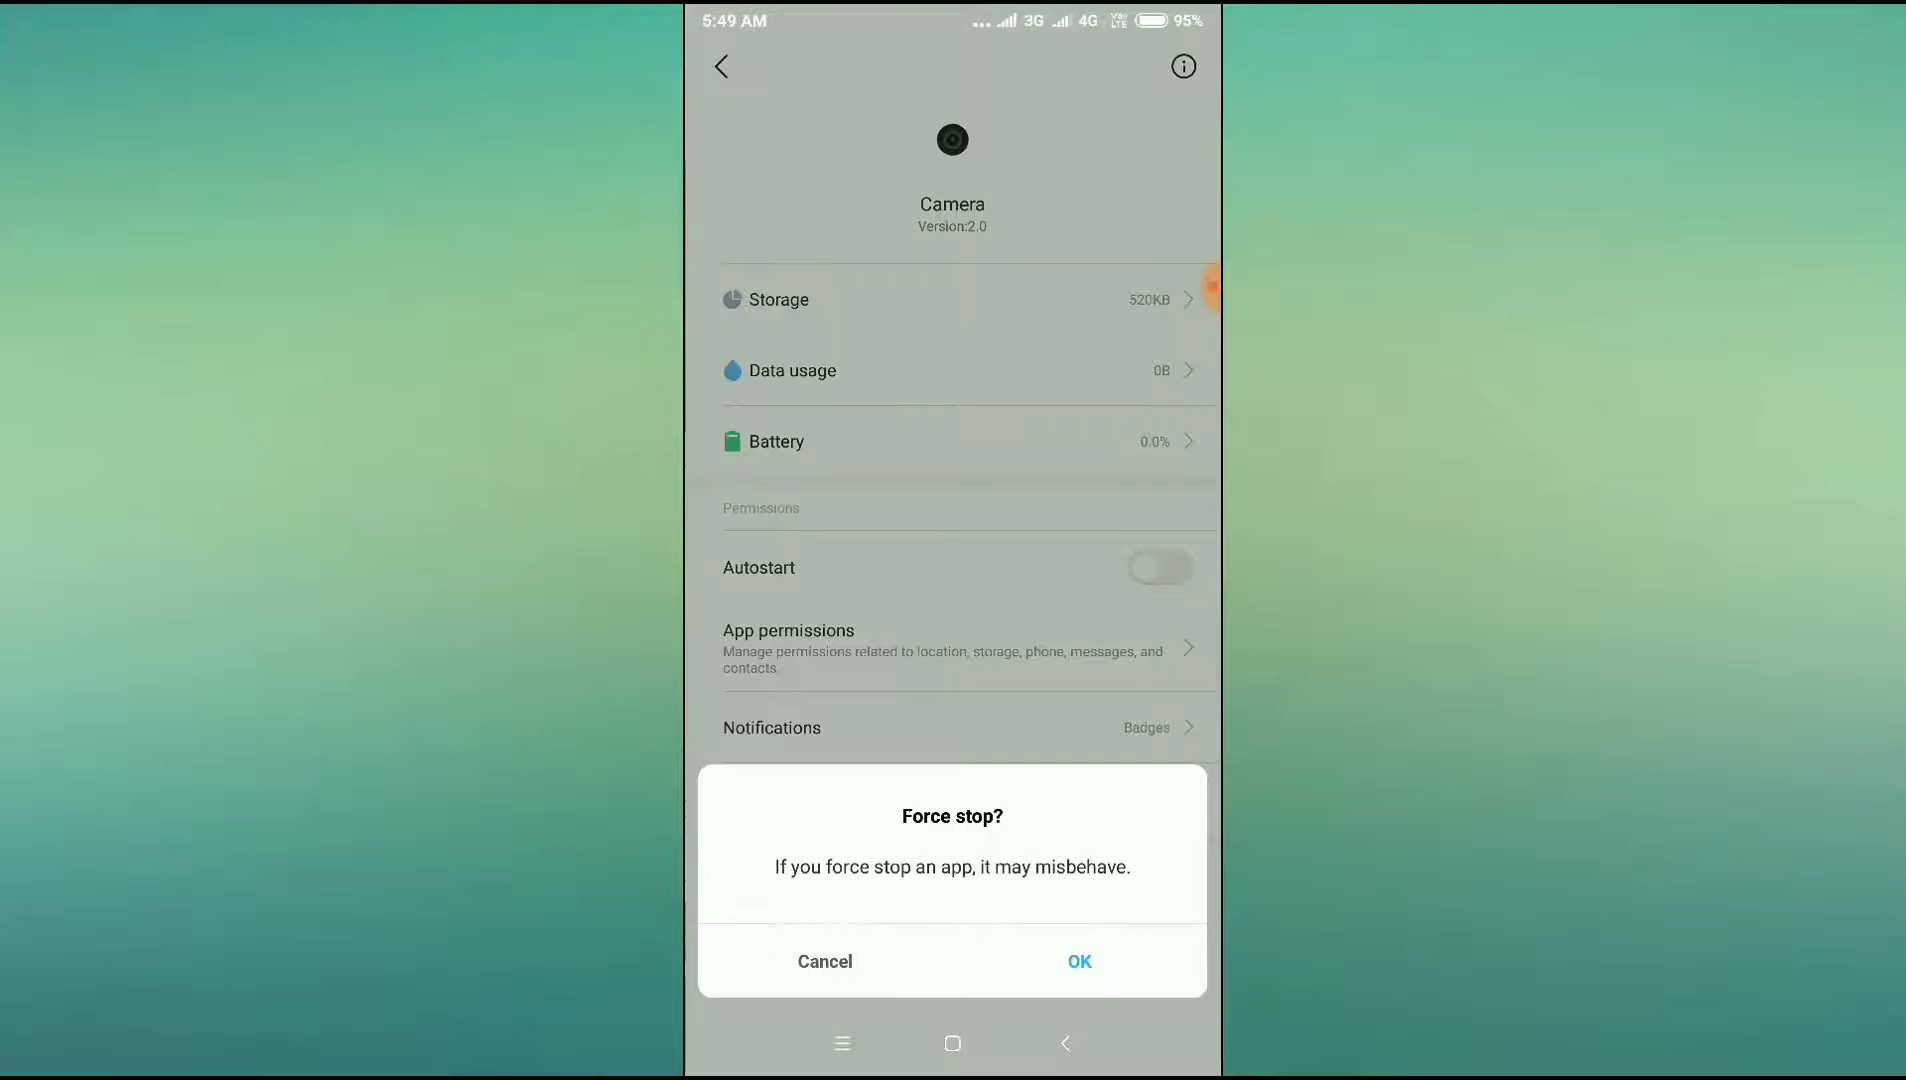 5:49 AM
3G 4G Vo LTE 95%
Camera
Version:2.0
Storage 520KB
Data usage 0B
Battery 0.0%
Permissions
Autostart
App permissions
Manage permissions related to location, storage, phone, messages, and
contacts
Notifications Badges
Force stop?
If you force stop an app, it may misbehave.
Cancel OK